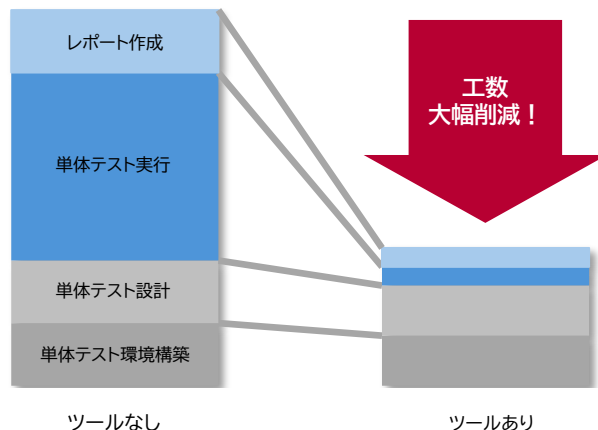 レポート作成
単体テスト実行
単体テスト設計
単体テスト環境構築
ツールなし
工数
大幅削減！
ツールあり